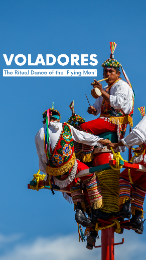 VOLADORES
The Ritual Dance of the Flying Men